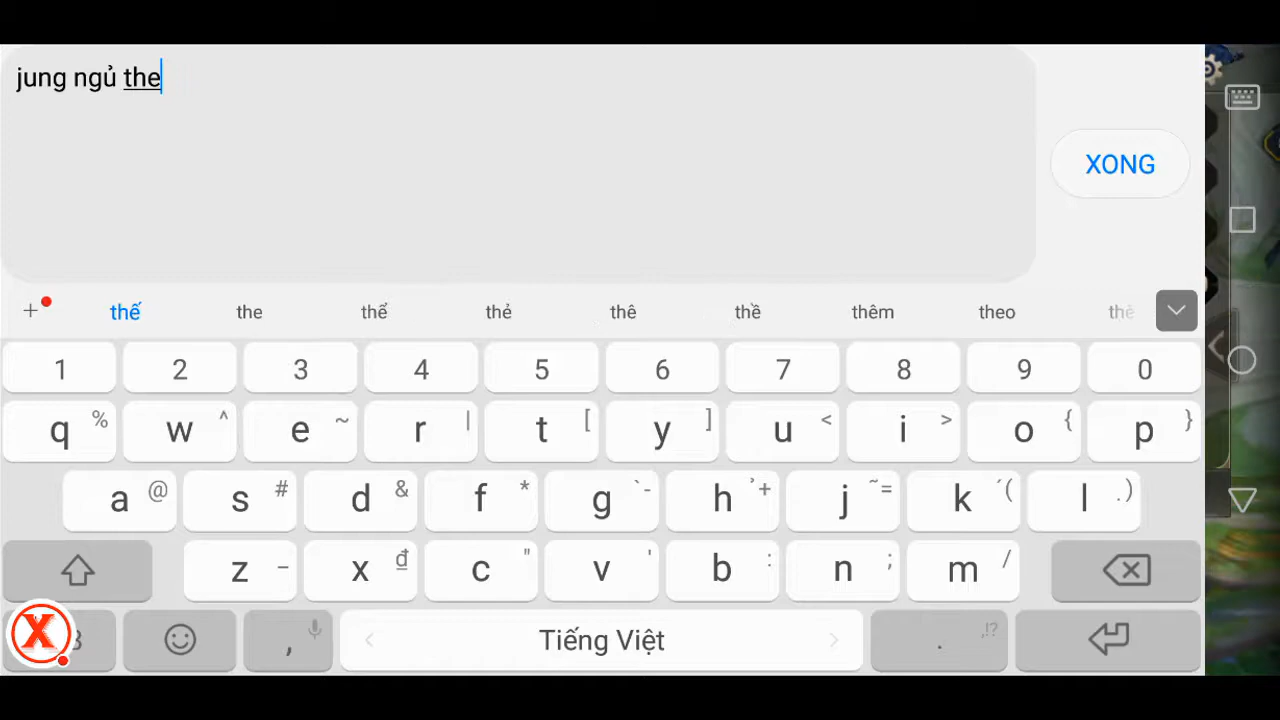 jung ngủ the
XONG
+ thế the thể thẻ thê thề thêm theo thè
1 2 3 4 5 6 7 8 9 0
q % w ^ e ~ r | t [ y ] u < i > o { p }
a @ s # d & f * g `- h ̉+ j ˜= k ´( l .)
z _ x đ c " v ' b : n ; m /
X , Tiếng Việt . ,!?